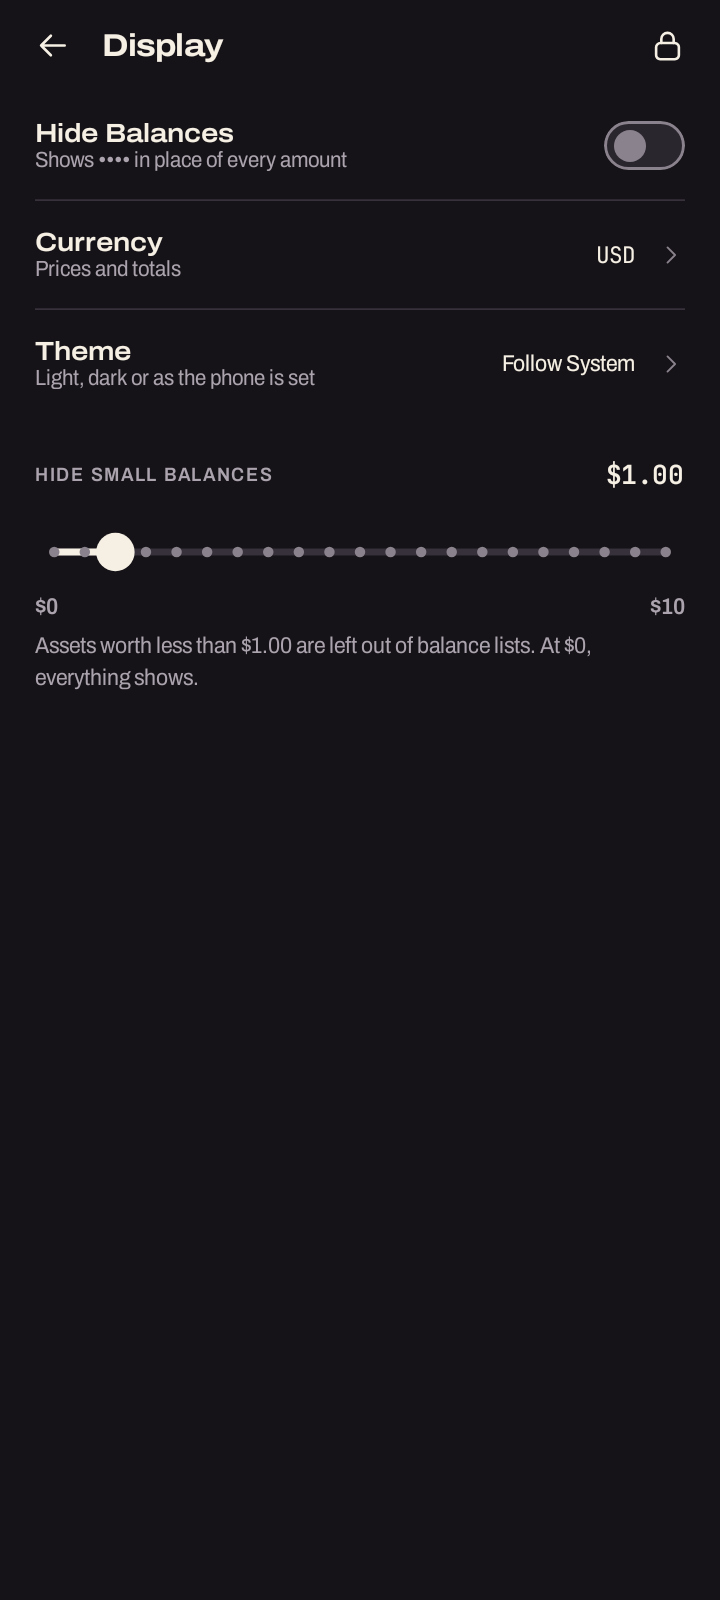 Display
Hide Balances
Shows •••• in place of every amount
Currency
Prices and totals
USD
Theme
Light, dark or as the phone is set
Follow System
HIDE SMALL BALANCES
$1.00
$0
$10
Assets worth less than $1.00 are left out of balance lists. At $0,
everything shows.